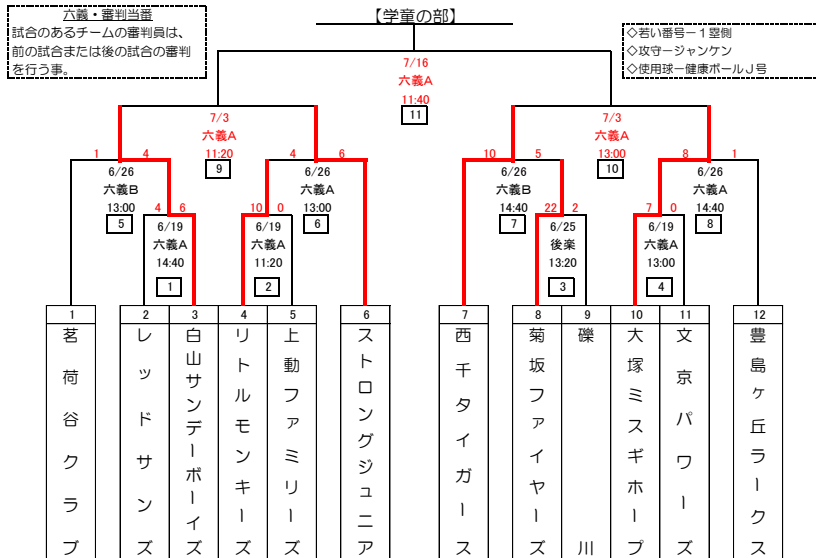 【学童の部】
六義・審判当番
試合のあるチームの審判員は、
前の試合または後の試合の審判
を行う事。
◇若い番号－１塁側
◇攻守－ジャンケン
◇使用球－健康ボールＪ号
7/16
六義A
11:40
11
7/3
六義A
11:20
9
7/3
六義A
13:00
10
1 4
6/26
六義B
13:00
5
4 6
6/26
六義A
13:00
6
10 5
6/26
六義B
14:40
7
8 1
6/26
六義A
14:40
8
4 6
6/19
六義A
14:40
1
10 0
6/19
六義A
11:20
2
22 2
6/25
後楽
13:20
3
7 0
6/19
六義A
13:00
4
1
茗荷谷クラブ
2
レッドサンズ
3
白山サンデーボーイズ
4
リトルモンキーズ
5
上動ファミリーズ
6
ストロングジュニア
7
西千タイガース
8
菊坂ファイヤーズ
9
礫川
10
大塚ミスギホープ
11
文京パワーズ
12
豊島ヶ丘ラークス